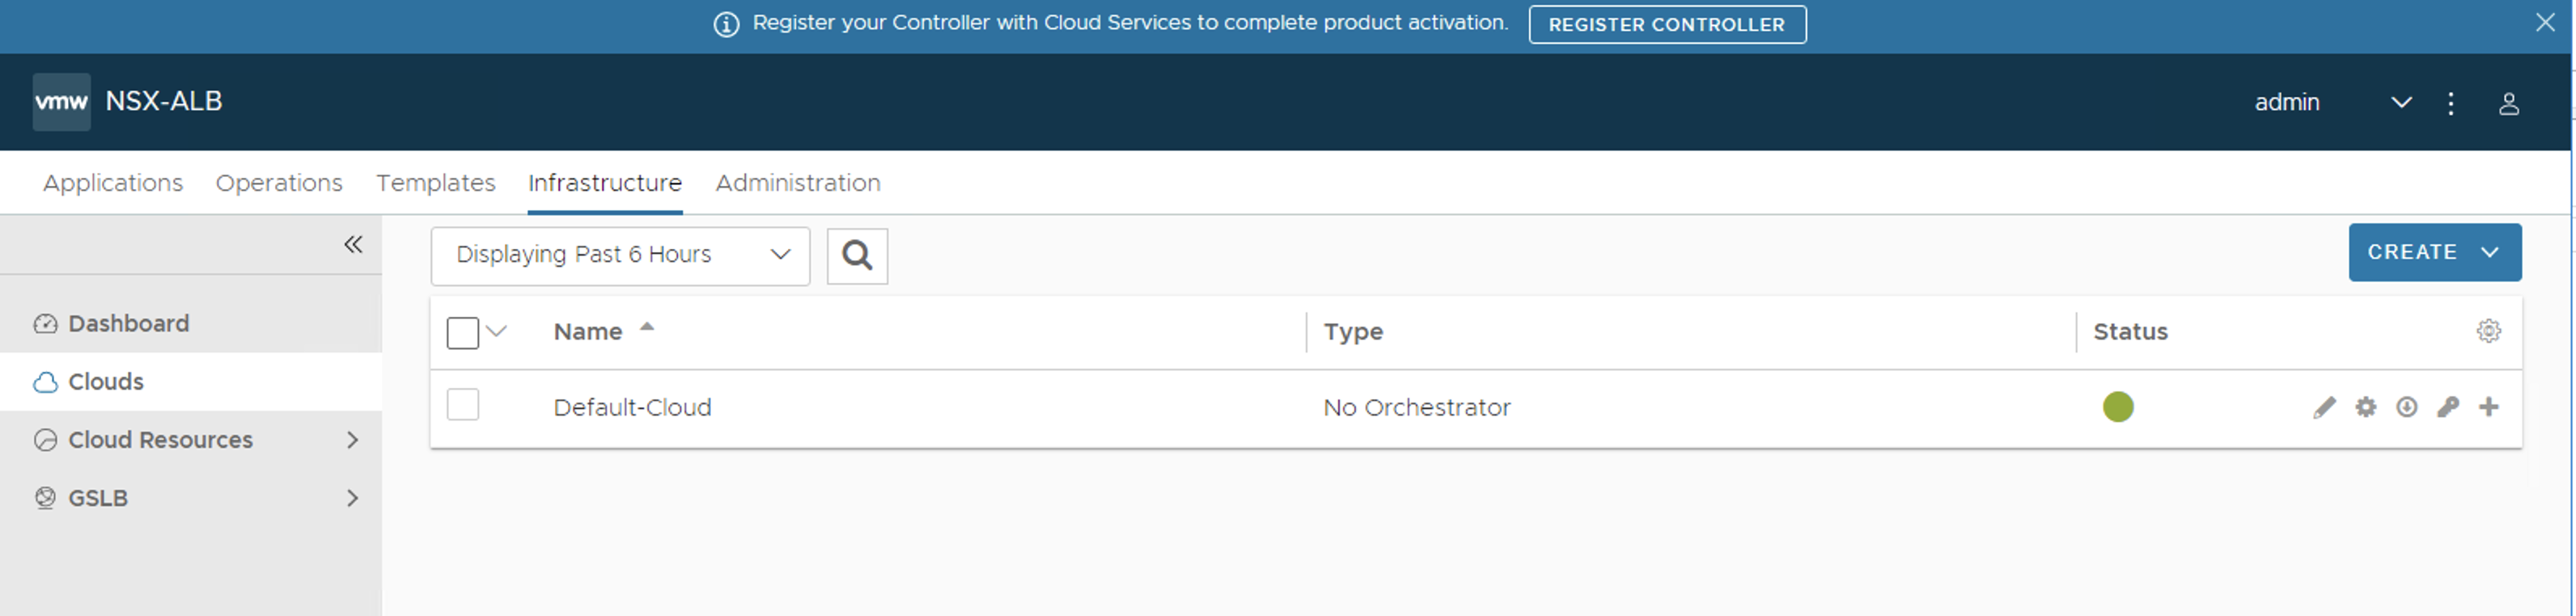 Register your Controller with Cloud Services to complete product activation. REGISTER CONTROLLER
vmw NSX-ALB admin
Applications Operations Templates Infrastructure Administration
Displaying Past 6 Hours CREATE
Dashboard
Clouds
Cloud Resources
GSLB
Name Type Status
Default-Cloud No Orchestrator